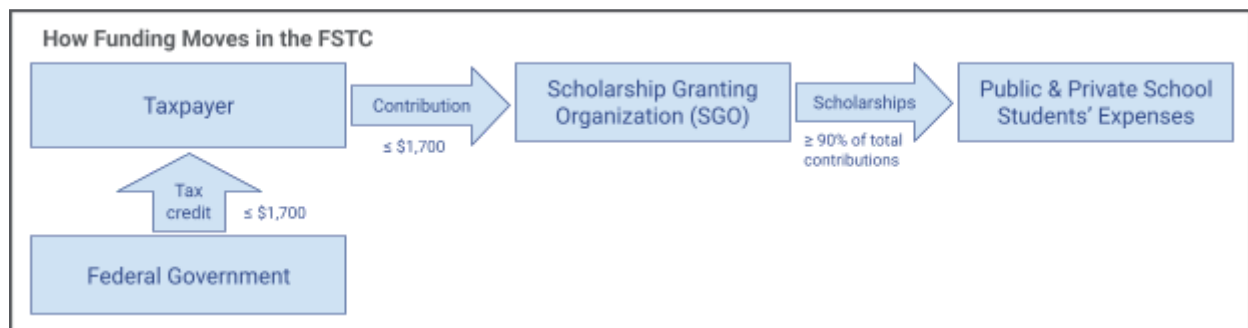 How Funding Moves in the FSTC
Taxpayer
Contribution
≤ $1,700
Scholarship Granting
Organization (SGO)
Scholarships
≥ 90% of total
contributions
Public & Private School
Students’ Expenses
Tax
credit
≤ $1,700
Federal Government